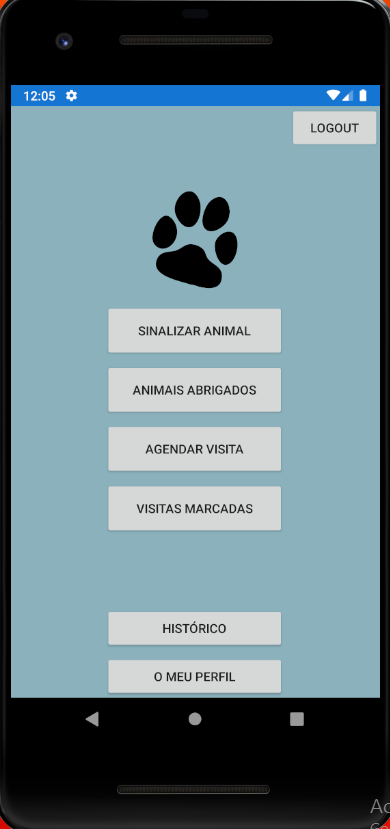 12:05
LOGOUT
SINALIZAR ANIMAL
ANIMAIS ABRIGADOS
AGENDAR VISITA
VISITAS MARCADAS
HISTÓRICO
O MEU PERFIL